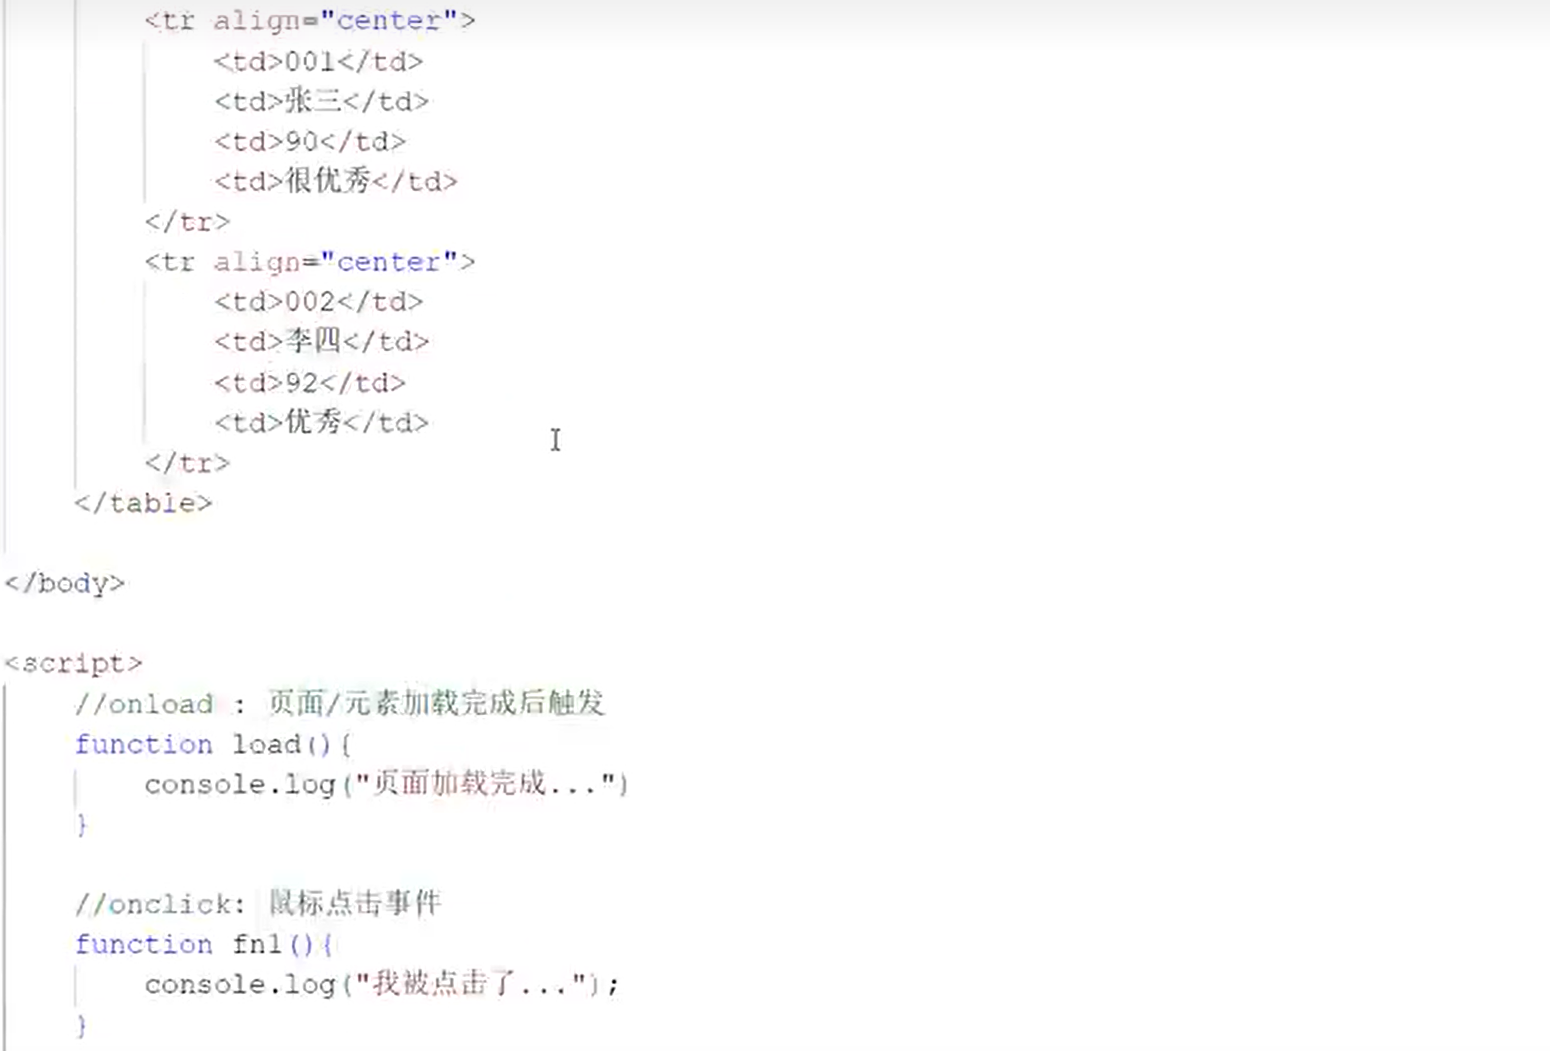 <tr align="center">
<td>001</td>
<td>张三</td>
<td>90</td>
<td>很优秀</td>
</tr>
<tr align="center">
<td>002</td>
<td>李四</td>
<td>92</td>
<td>优秀</td>
</tr>
</table>
</body>
<script>
//onload : 页面/元素加载完成后触发
function load(){
console.log("页面加载完成...")
}
//onclick: 鼠标点击事件
function fn1(){
console.log("我被点击了...");
}